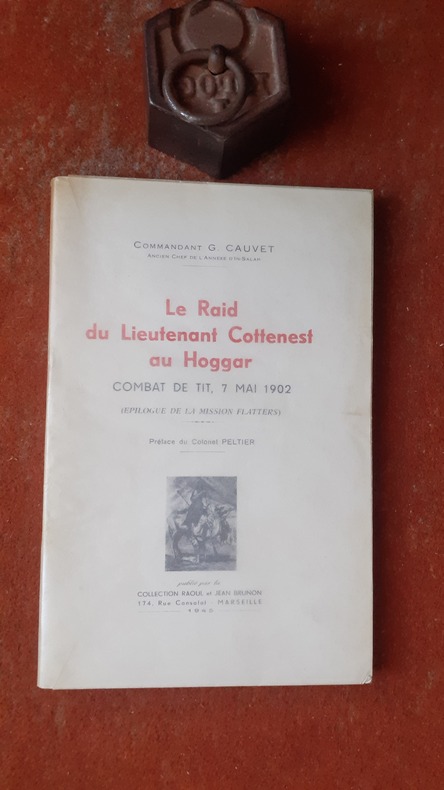 COMMANDANT G. CAUVET
ANCIEN CHEF DE L'ANNEXE D'IN-SALAH
Le Raid
du Lieutenant Cottenest
au Hoggar
COMBAT DE TIT, 7 MAI 1902
(EPILOGUE DE LA MISSION FLATTERS)
Préface du Colonel PELTIER
publié par la
COLLECTION RAOUL et JEAN BRUNON
174, Rue Consolat - MARSEILLE